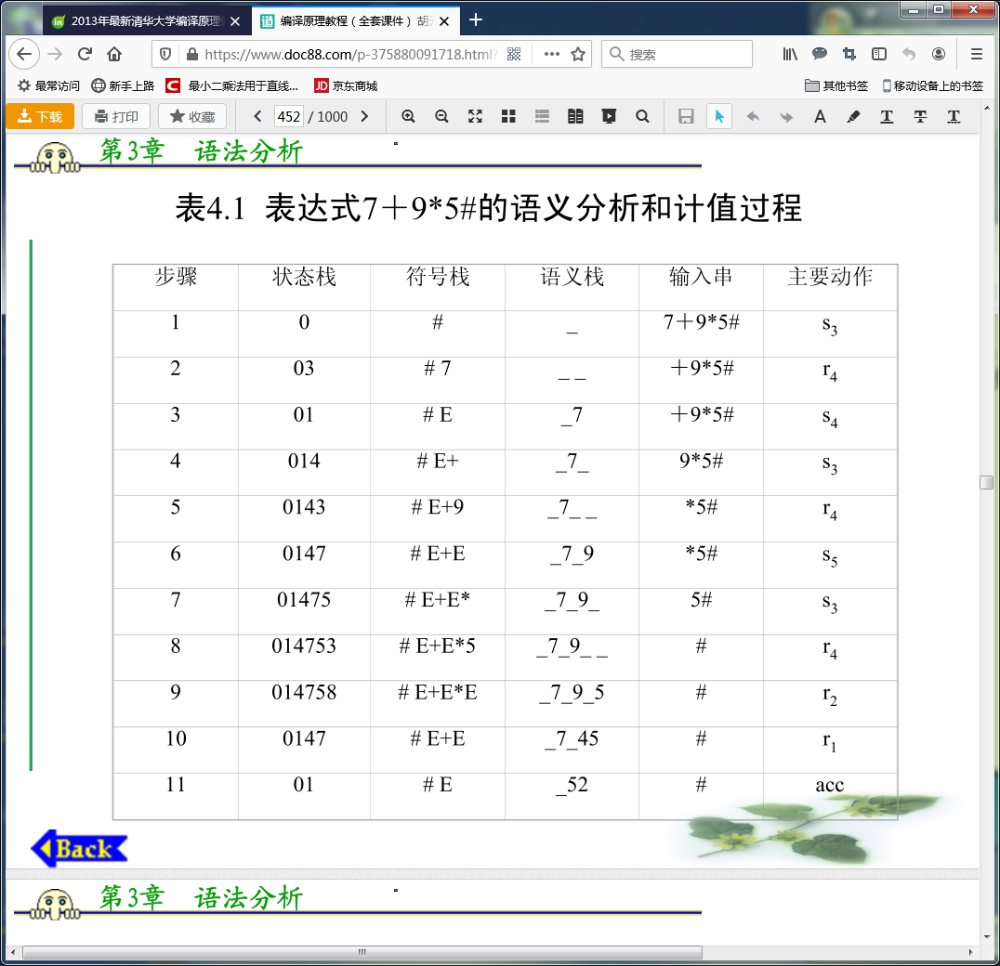 2013年最新清华大学编译原理
编译原理教程（全套课件）胡
https://www.doc88.com/p-375880091718.html?
搜索
最常访问 新手上路 最小二乘法用于直线... JD 京东商城 其他书签 移动设备上的书签
下载 打印 收藏 452 / 1000
第3章 语法分析
表4.1 表达式7＋9*5#的语义分析和计值过程
步骤 状态栈 符号栈 语义栈 输入串 主要动作
1 0 # _ 7＋9*5# s3
2 03 # 7 _ _ ＋9*5# r4
3 01 # E _7 ＋9*5# s4
4 014 # E+ _7_ 9*5# s3
5 0143 # E+9 _7_ _ *5# r4
6 0147 # E+E _7_9 *5# s5
7 01475 # E+E* _7_9_ 5# s3
8 014753 # E+E*5 _7_9_ _ # r4
9 014758 # E+E*E _7_9_5 # r2
10 0147 # E+E _7_45 # r1
11 01 # E _52 # acc
Back
第3章 语法分析